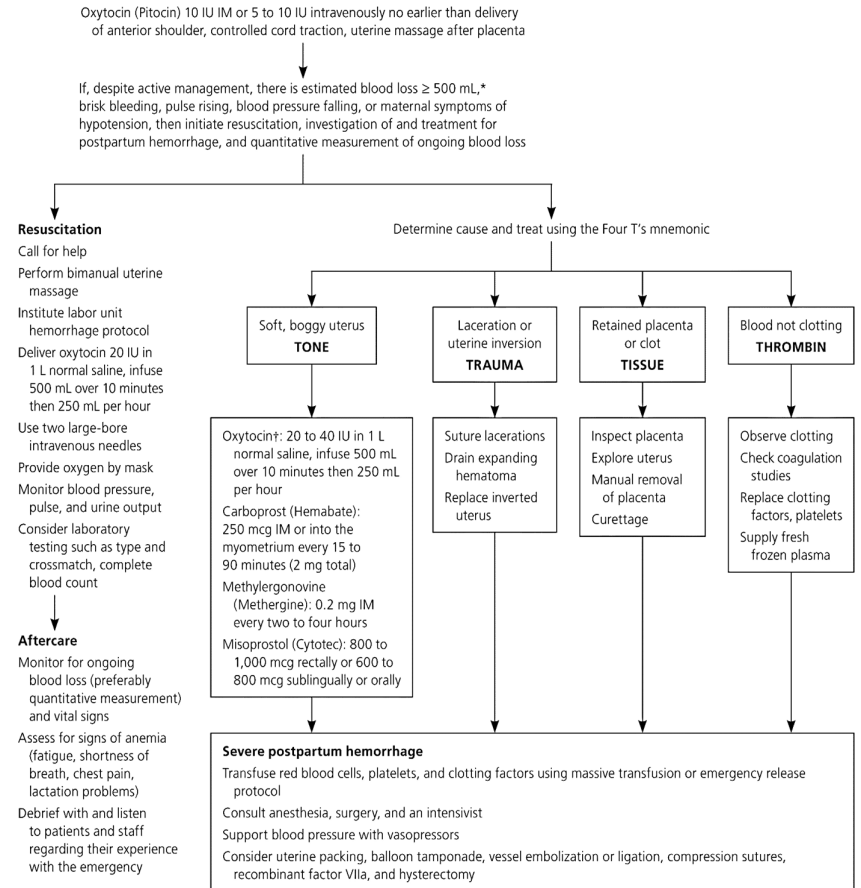 Oxytocin (Pitocin) 10 IU IM or 5 to 10 IU intravenously no earlier than delivery
of anterior shoulder, controlled cord traction, uterine massage after placenta
If, despite active management, there is estimated blood loss ≥ 500 mL,*
brisk bleeding, pulse rising, blood pressure falling, or maternal symptoms of
hypotension, then initiate resuscitation, investigation of and treatment for
postpartum hemorrhage, and quantitative measurement of ongoing blood loss
Resuscitation
Call for help
Perform bimanual uterine
massage
Institute labor unit
hemorrhage protocol
Deliver oxytocin 20 IU in
1 L normal saline, infuse
500 mL over 10 minutes
then 250 mL per hour
Use two large-bore
intravenous needles
Provide oxygen by mask
Monitor blood pressure,
pulse, and urine output
Consider laboratory
testing such as type and
crossmatch, complete
blood count
Aftercare
Monitor for ongoing
blood loss (preferably
quantitative measurement)
and vital signs
Assess for signs of anemia
(fatigue, shortness of
breath, chest pain,
lactation problems)
Debrief with and listen
to patients and staff
regarding their experience
with the emergency
Determine cause and treat using the Four T's mnemonic
Soft, boggy uterus
TONE
Oxytocin†: 20 to 40 IU in 1 L
normal saline, infuse 500 mL
over 10 minutes then 250 mL
per hour
Carboprost (Hemabate):
250 mcg IM or into the
myometrium every 15 to
90 minutes (2 mg total)
Methylergonovine
(Methergine): 0.2 mg IM
every two to four hours
Misoprostol (Cytotec): 800 to
1,000 mcg rectally or 600 to
800 mcg sublingually or orally
Laceration or
uterine inversion
TRAUMA
Suture lacerations
Drain expanding
hematoma
Replace inverted
uterus
Retained placenta
or clot
TISSUE
Inspect placenta
Explore uterus
Manual removal
of placenta
Curettage
Blood not clotting
THROMBIN
Observe clotting
Check coagulation
studies
Replace clotting
factors, platelets
Supply fresh
frozen plasma
Severe postpartum hemorrhage
Transfuse red blood cells, platelets, and clotting factors using massive transfusion or emergency release
protocol
Consult anesthesia, surgery, and an intensivist
Support blood pressure with vasopressors
Consider uterine packing, balloon tamponade, vessel embolization or ligation, compression sutures,
recombinant factor VIIa, and hysterectomy